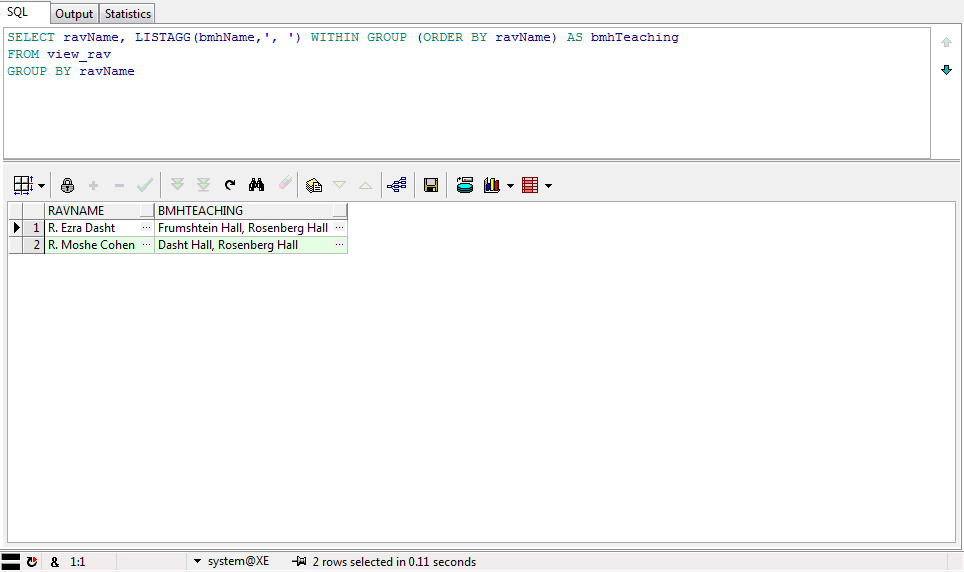 SQL Output Statistics
SELECT ravName, LISTAGG(bmhName,', ') WITHIN GROUP (ORDER BY ravName) AS bmhTeaching
FROM view_rav
GROUP BY ravName
RAVNAME BMHTEACHING
1 R. Ezra Dasht ... Frumshtein Hall, Rosenberg Hall ...
2 R. Moshe Cohen ... Dasht Hall, Rosenberg Hall ...
& 1:1 system@XE 2 rows selected in 0.11 seconds